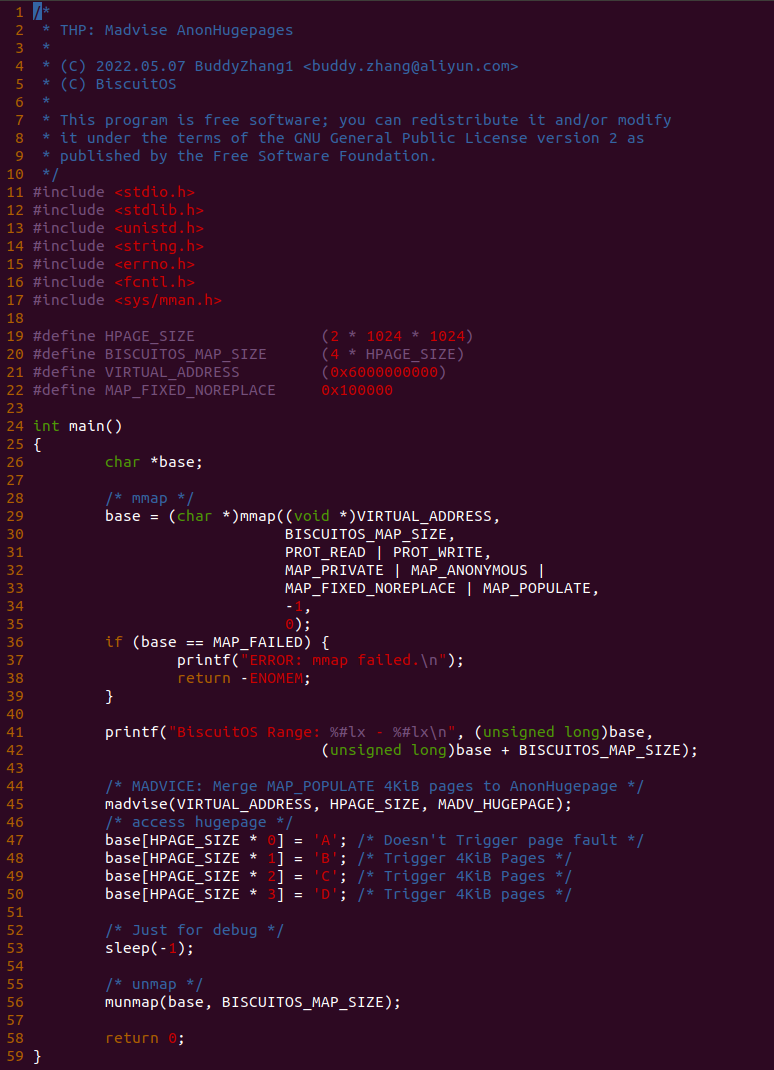 1 /*
2  * THP: Madvise AnonHugepages
3  *
4  * (C) 2022.05.07 BuddyZhang1 <buddy.zhang@aliyun.com>
5  * (C) BiscuitOS
6  *
7  * This program is free software; you can redistribute it and/or modify
8  * it under the terms of the GNU General Public License version 2 as
9  * published by the Free Software Foundation.
10  */
11 #include <stdio.h>
12 #include <stdlib.h>
13 #include <unistd.h>
14 #include <string.h>
15 #include <errno.h>
16 #include <fcntl.h>
17 #include <sys/mman.h>
18
19 #define HPAGE_SIZE              (2 * 1024 * 1024)
20 #define BISCUITOS_MAP_SIZE      (4 * HPAGE_SIZE)
21 #define VIRTUAL_ADDRESS         (0x6000000000)
22 #define MAP_FIXED_NOREPLACE     0x100000
23
24 int main()
25 {
26         char *base;
27
28         /* mmap */
29         base = (char *)mmap((void *)VIRTUAL_ADDRESS,
30                             BISCUITOS_MAP_SIZE,
31                             PROT_READ | PROT_WRITE,
32                             MAP_PRIVATE | MAP_ANONYMOUS |
33                             MAP_FIXED_NOREPLACE | MAP_POPULATE,
34                             -1,
35                             0);
36         if (base == MAP_FAILED) {
37                 printf("ERROR: mmap failed.\n");
38                 return -ENOMEM;
39         }
40
41         printf("BiscuitOS Range: %#lx - %#lx\n", (unsigned long)base,
42                                 (unsigned long)base + BISCUITOS_MAP_SIZE);
43
44         /* MADVICE: Merge MAP_POPULATE 4KiB pages to AnonHugepage */
45         madvise(VIRTUAL_ADDRESS, HPAGE_SIZE, MADV_HUGEPAGE);
46         /* access hugepage */
47         base[HPAGE_SIZE * 0] = 'A'; /* Doesn't Trigger page fault */
48         base[HPAGE_SIZE * 1] = 'B'; /* Trigger 4KiB Pages */
49         base[HPAGE_SIZE * 2] = 'C'; /* Trigger 4KiB Pages */
50         base[HPAGE_SIZE * 3] = 'D'; /* Trigger 4KiB pages */
51
52         /* Just for debug */
53         sleep(-1);
54
55         /* unmap */
56         munmap(base, BISCUITOS_MAP_SIZE);
57
58         return 0;
59 }